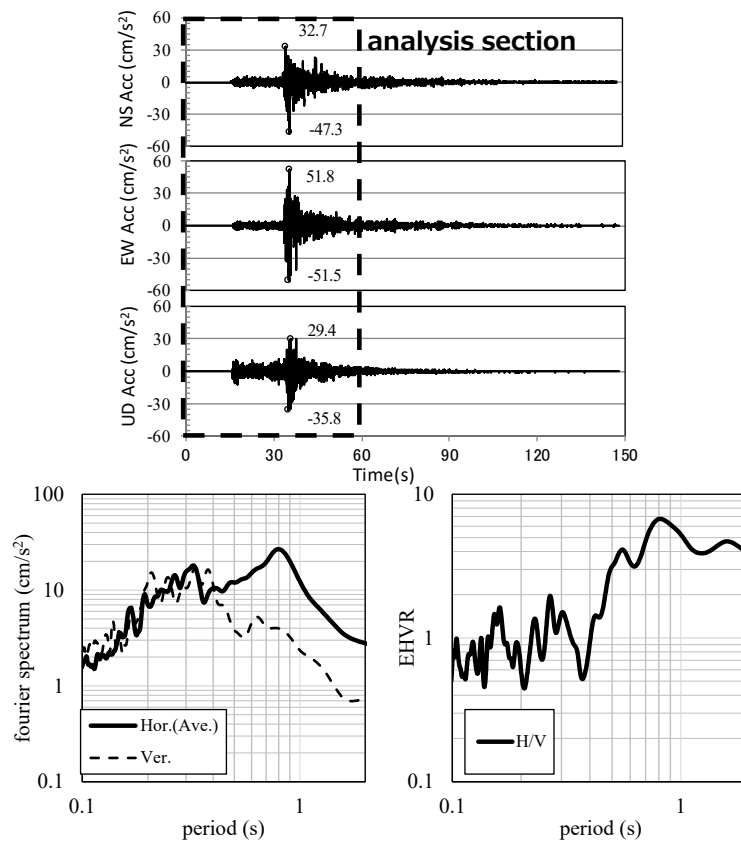 60
30
0
-30
-60
NS Acc (cm/s²)
32.7
-47.3
analysis section
60
30
0
-30
-60
EW Acc (cm/s²)
51.8
-51.5
60
30
0
-30
-60
UD Acc (cm/s²)
29.4
-35.8
0 30 60 90 120 150
Time(s)
100
10
1
0.1
fourier spectrum (cm/s²)
Hor.(Ave.)
Ver.
0.1 1
period (s)
10
1
0.1
EHVR
H/V
0.1 1
period (s)